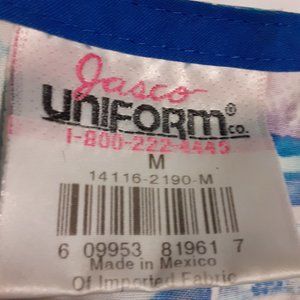 Jasco
UNIFORM® CO.
1-800-222-4445
M
14116-2190-M
6 09953 81961 7
Made in Mexico
Of Imported Fabric